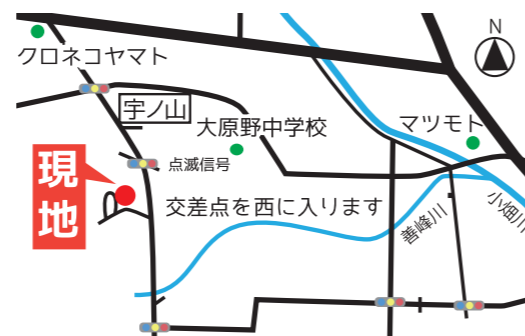 N
クロネコヤマト
宇ノ山
大原野中学校
マツモト
点滅信号
現地
交差点を西に入ります
善峰川
小畑川